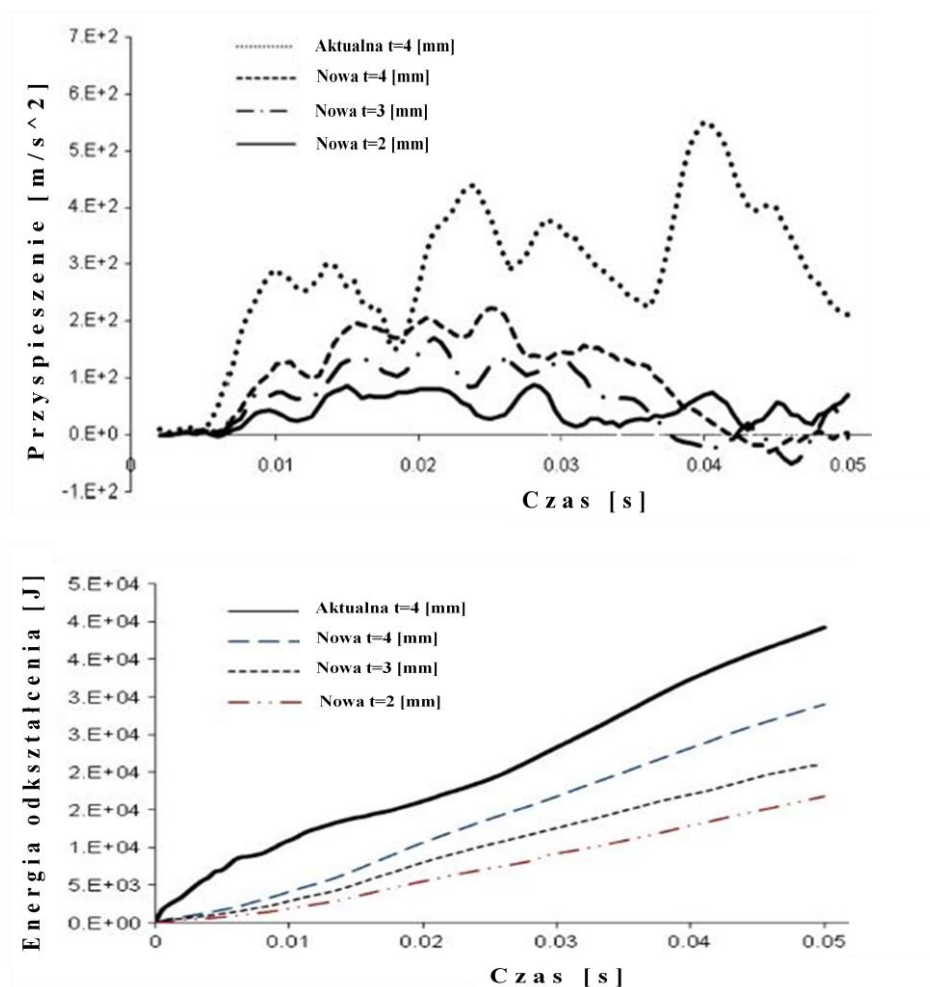 7.E+2
6.E+2
5.E+2
4.E+2
3.E+2
2.E+2
1.E+2
0.E+0
-1.E+2
Przyspieszenie [m/s^2]
Aktualna t=4 [mm]
Nowa t=4 [mm]
Nowa t=3 [mm]
Nowa t=2 [mm]
0 0.01 0.02 0.03 0.04 0.05
Czas [s]
5.E+04
4.E+04
4.E+04
3.E+04
3.E+04
2.E+04
2.E+04
1.E+04
5.E+03
0.E+00
Energia odkształcenia [J]
Aktualna t=4 [mm]
Nowa t=4 [mm]
Nowa t=3 [mm]
Nowa t=2 [mm]
0 0.01 0.02 0.03 0.04 0.05
Czas [s]